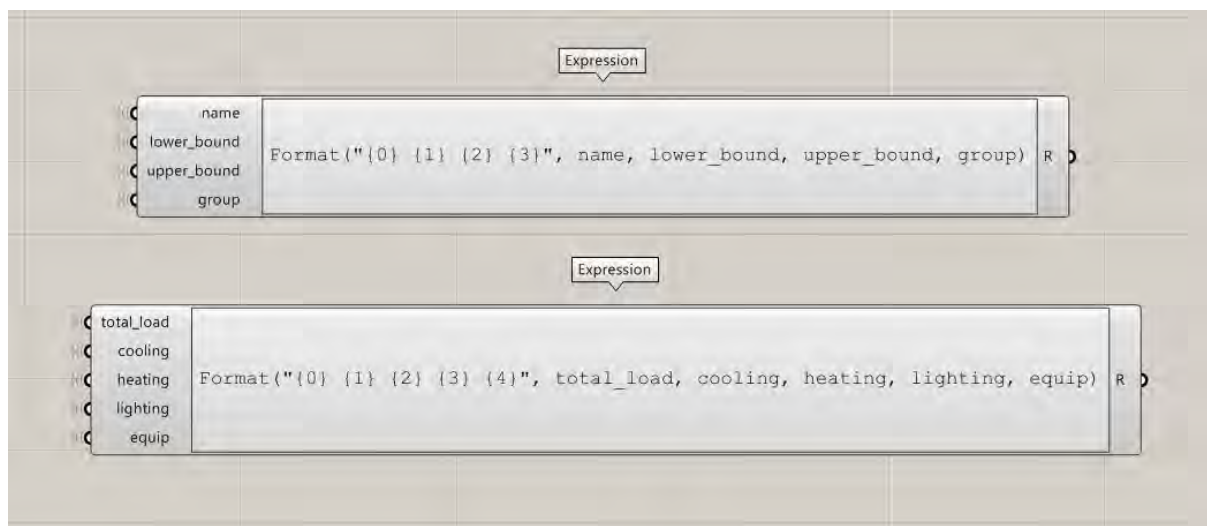 Expression
name
lower_bound
upper_bound
group
Format("{0} {1} {2} {3}", name, lower_bound, upper_bound, group)
R
Expression
total_load
cooling
heating
lighting
equip
Format("{0} {1} {2} {3} {4}", total_load, cooling, heating, lighting, equip)
R